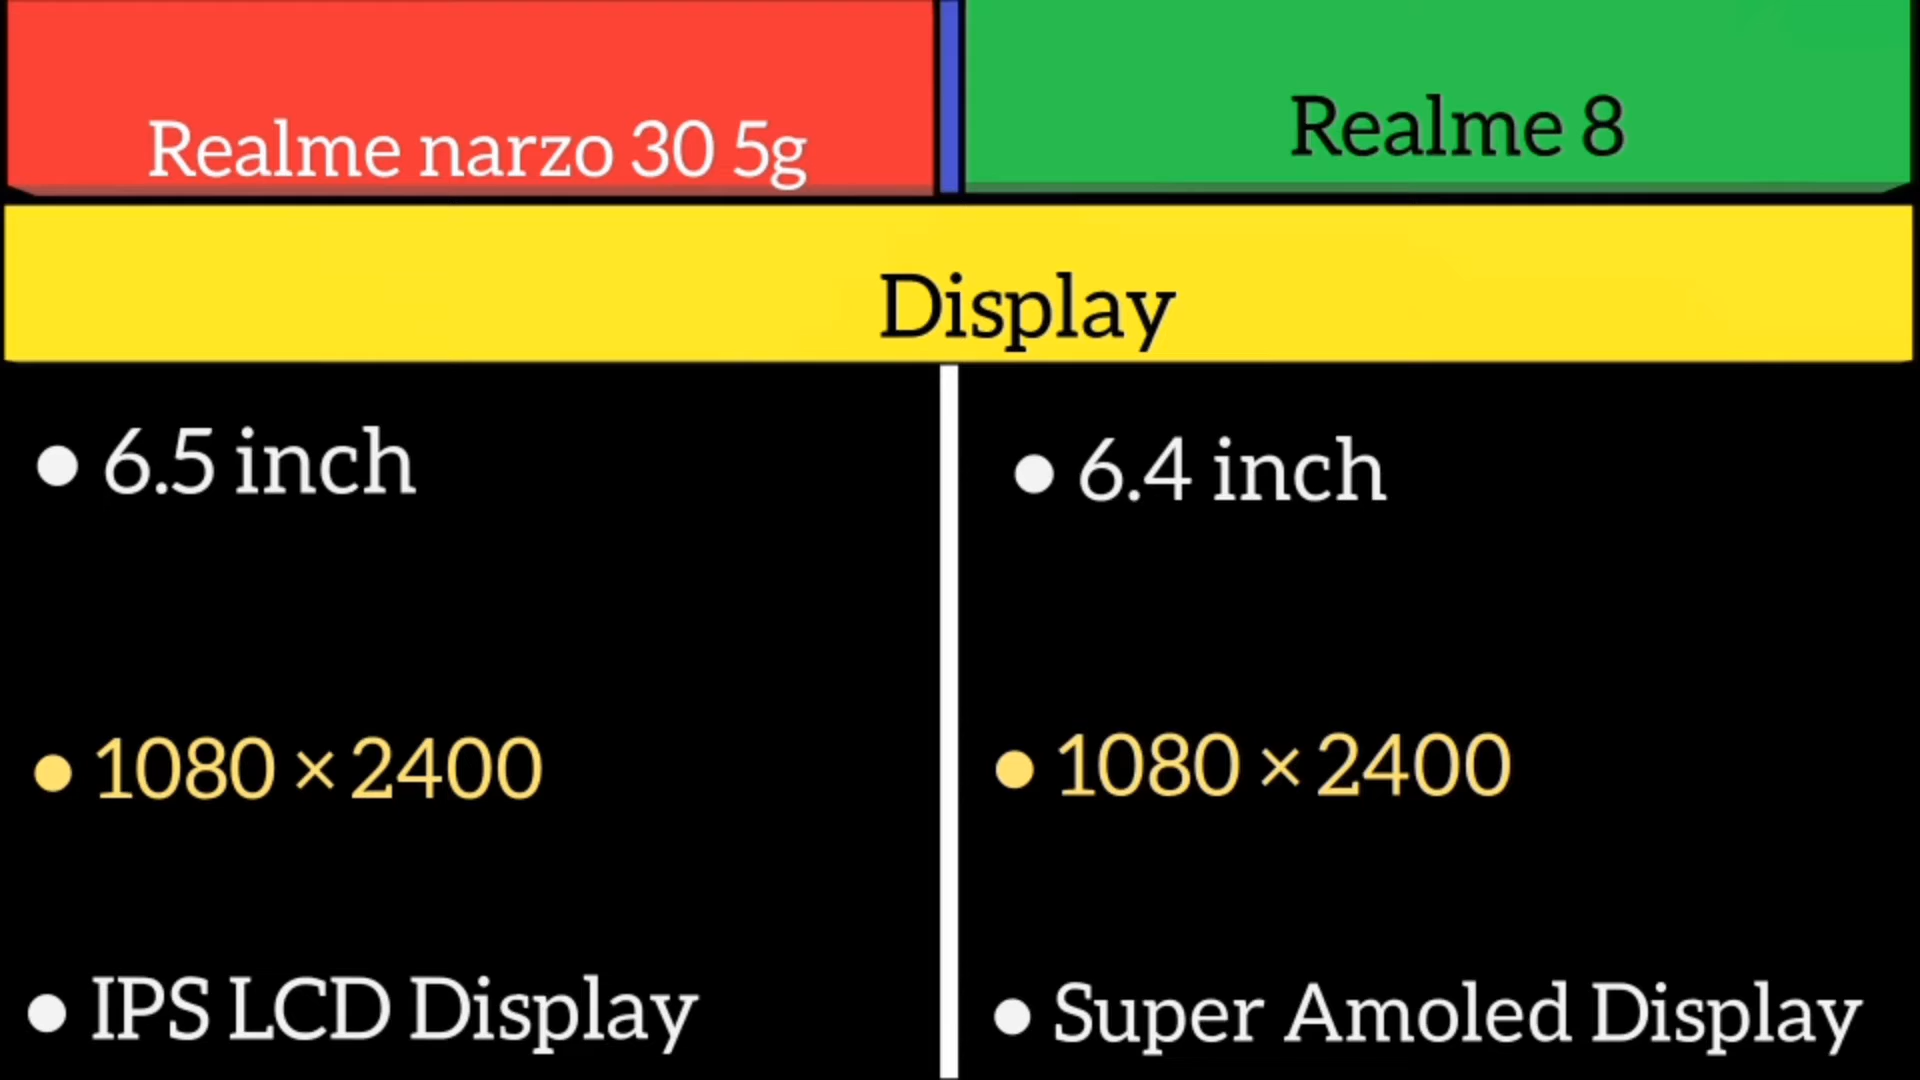 Realme narzo 30 5g
Realme 8
Display
● 6.5 inch
● 6.4 inch
● 1080 × 2400
● 1080 × 2400
● IPS LCD Display
● Super Amoled Display